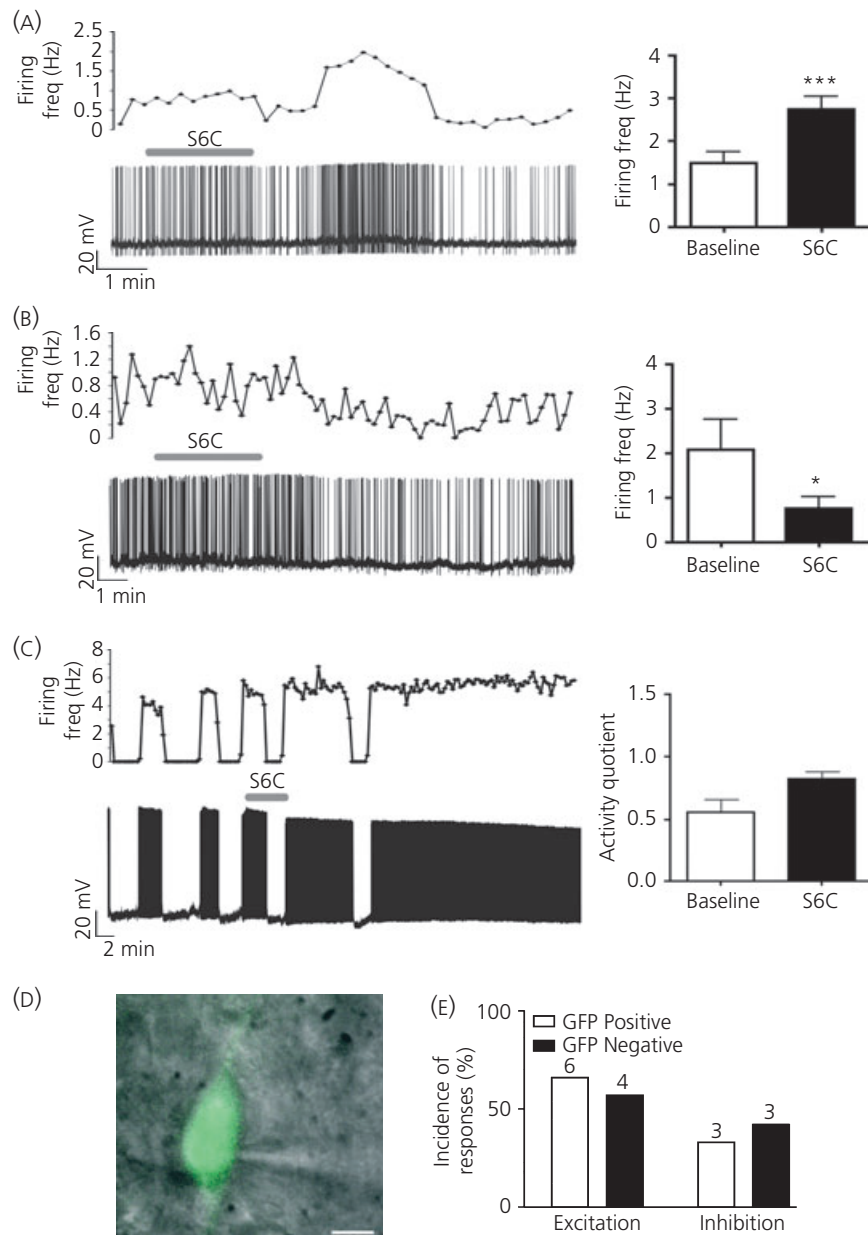 (A)
Firing
freq (Hz)
2.5
2
1.5
1
0.5
0
S6C
20 mV
1 min
Firing freq (Hz)
4
3
2
1
0
***
Baseline
S6C
(B)
Firing
freq (Hz)
1.6
1.2
0.8
0.4
0
S6C
20 mV
1 min
Firing freq (Hz)
4
3
2
1
0
*
Baseline
S6C
(C)
Firing
freq (Hz)
8
6
4
2
0
S6C
20 mV
2 min
Activity quotient
1.5
1.0
0.5
0.0
Baseline
S6C
(D)
(E)
Incidence of
responses (%)
100
50
0
GFP Positive
GFP Negative
6
4
3
3
Excitation
Inhibition